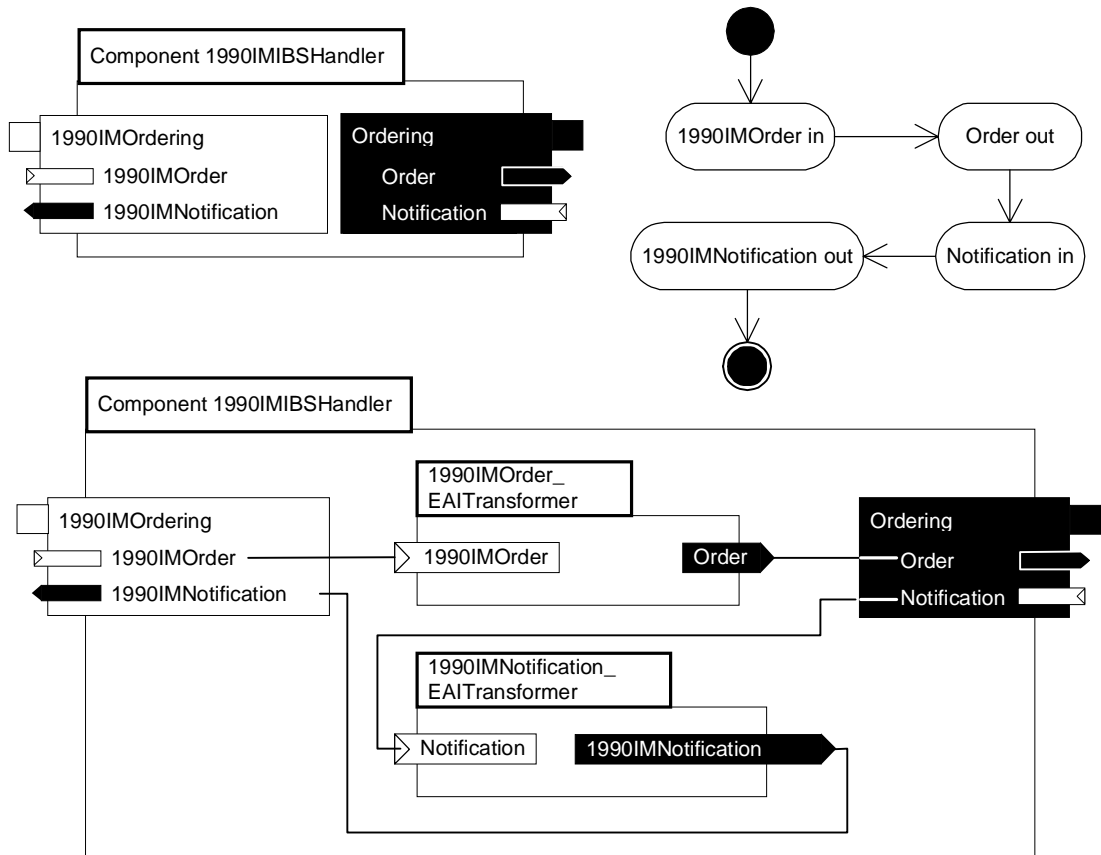 Component 1990IMIBSHandler
1990IMOrdering
1990IMOrder
1990IMNotification
Ordering
Order
Notification
1990IMOrder in
Order out
1990IMNotification out
Notification in
Component 1990IMIBSHandler
1990IMOrdering
1990IMOrder
1990IMNotification
1990IMOrder_
EAITransformer
1990IMOrder
Order
Ordering
Order
Notification
1990IMNotification_
EAITransformer
Notification
1990IMNotification